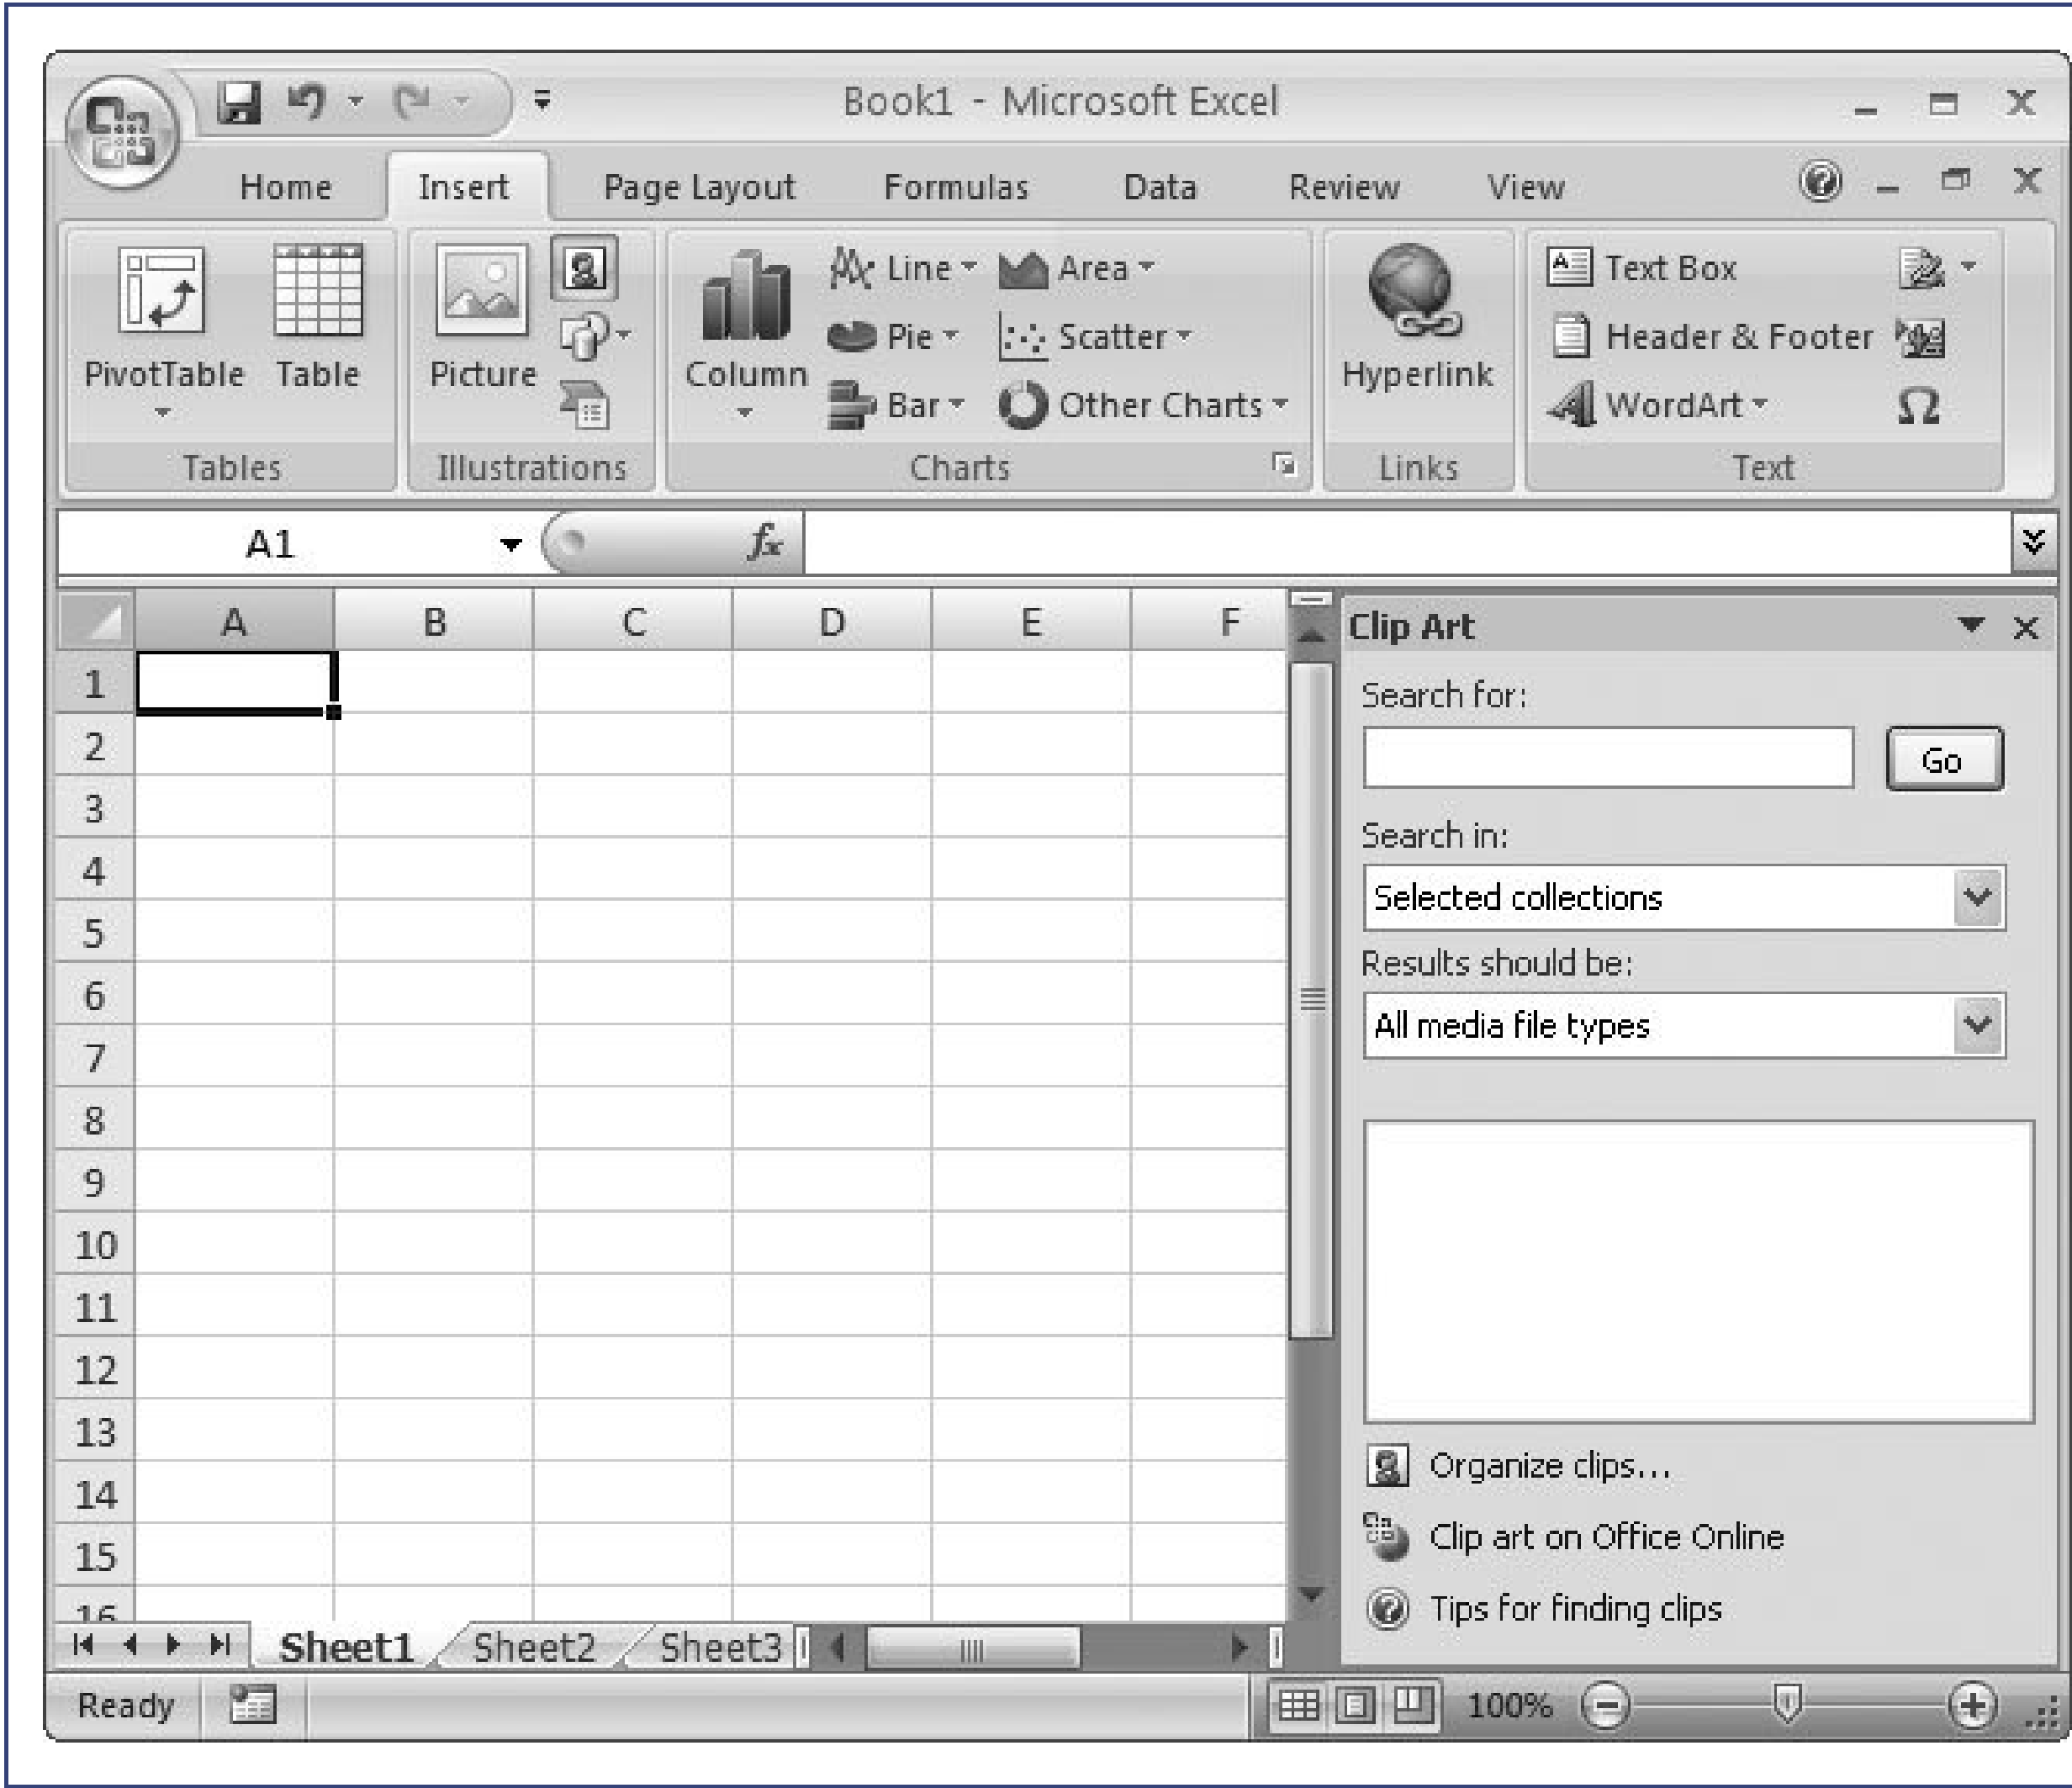 Book1 - Microsoft Excel
Home Insert Page Layout Formulas Data Review View
Line Area Text Box
Pie Scatter Header & Footer
PivotTable Table Picture Column Hyperlink
Bar Other Charts WordArt Ω
Tables Illustrations Charts Links Text
A1 fx
A B C D E F
Clip Art
1
Search for:
2
Go
3
Search in:
4
Selected collections
5
Results should be:
6
All media file types
7
8
9
10
11
12
13
14
Organize clips...
15
Clip art on Office Online
16
Tips for finding clips
Sheet1 Sheet2 Sheet3
Ready 100%